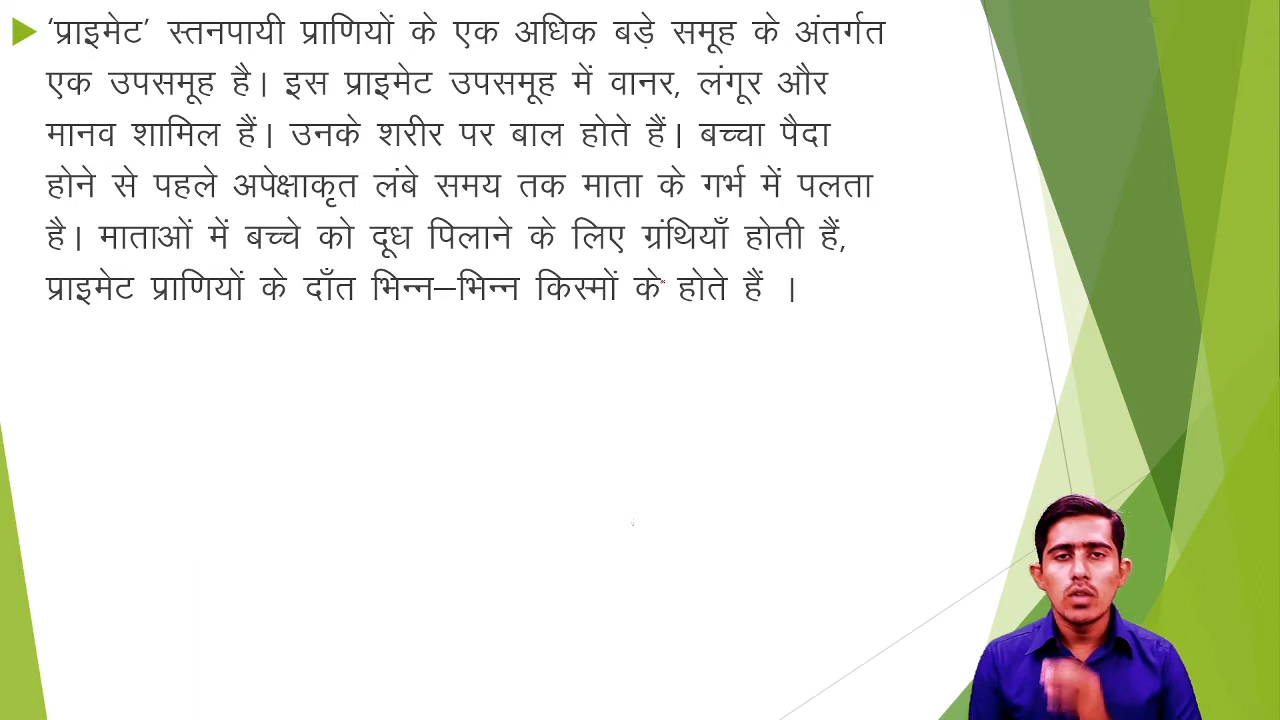 ‘प्राइमेट’ स्तनपायी प्राणियों के एक अधिक बड़े समूह के अंतर्गत
एक उपसमूह है। इस प्राइमेट उपसमूह में वानर, लंगूर और
मानव शामिल हैं। उनके शरीर पर बाल होते हैं। बच्चा पैदा
होने से पहले अपेक्षाकृत लंबे समय तक माता के गर्भ में पलता
है। माताओं में बच्चे को दूध पिलाने के लिए ग्रंथियाँ होती हैं,
प्राइमेट प्राणियों के दाँत भिन्न–भिन्न किस्मों के होते हैं ।